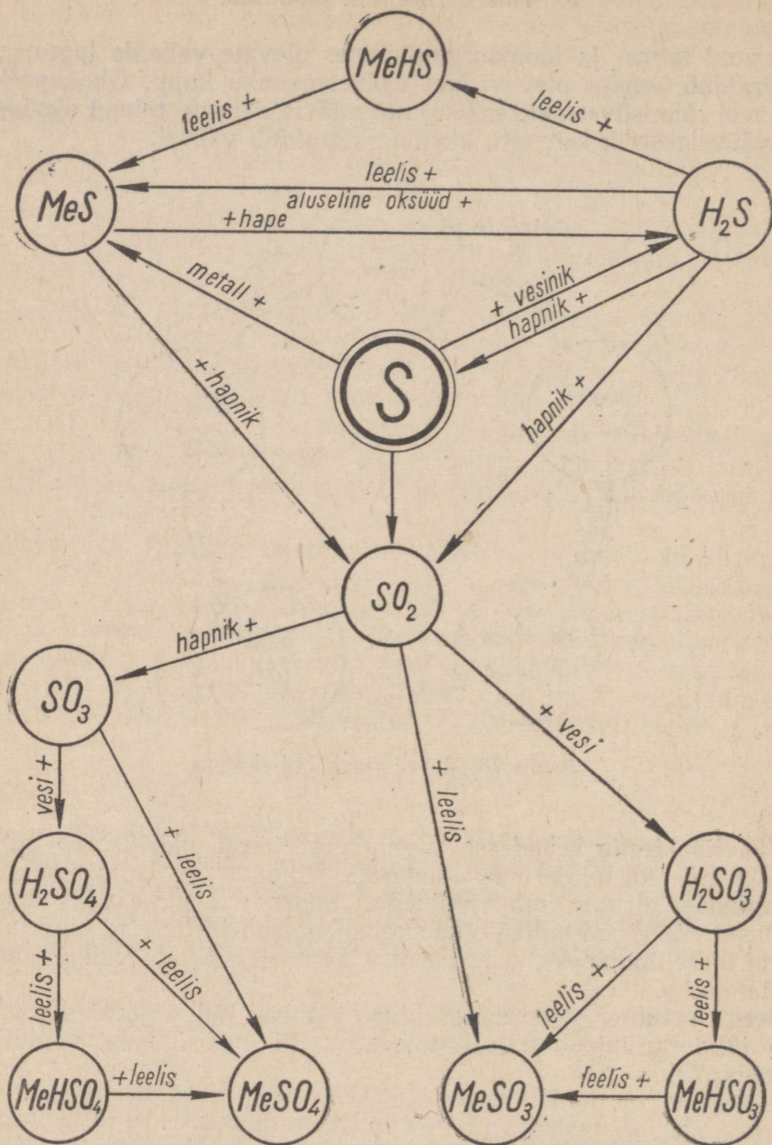 MeHS
leelis +
leelis +
MeS
leelis +
aluseline oksüüd +
+hape
H₂S
metall +
+ vesinik
hapnik +
S
+ hapnik
hapnik +
SO₂
hapnik +
SO₃
+ vesi
vesi +
+ leelis
+ leelis
H₂SO₄
H₂SO₃
leelis +
+ leelis
leelis +
leelis +
MeHSO₄
+leelis
MeSO₄
MeSO₃
leelis +
MeHSO₃